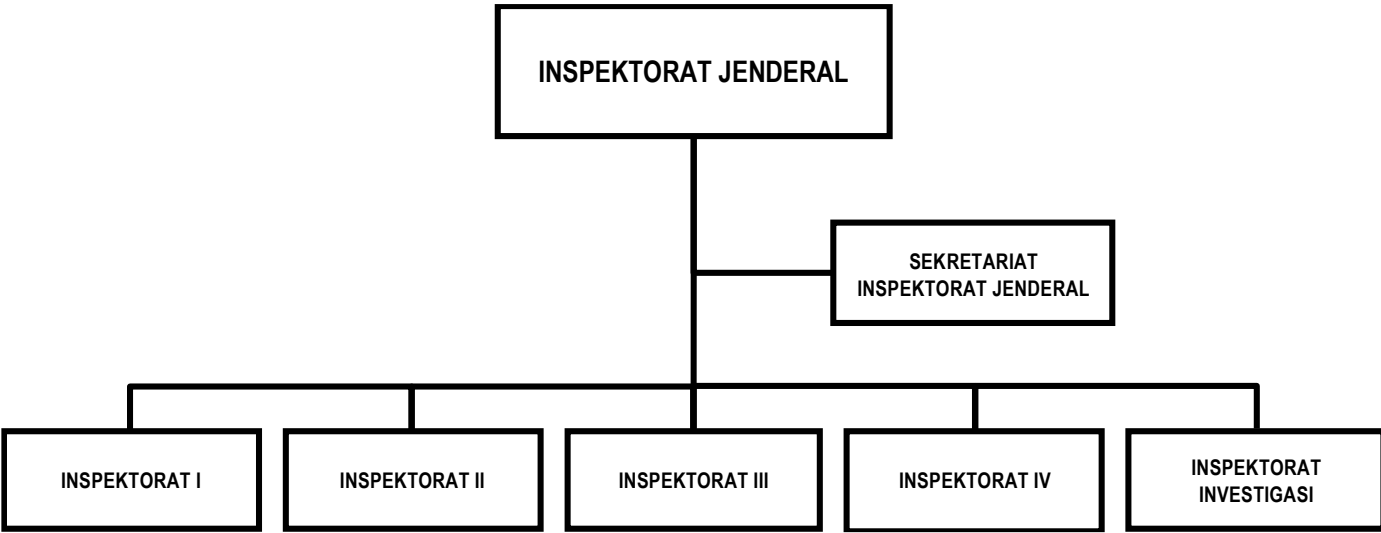 INSPEKTORAT JENDERAL
SEKRETARIAT
INSPEKTORAT JENDERAL
INSPEKTORAT I
INSPEKTORAT II
INSPEKTORAT III
INSPEKTORAT IV
INSPEKTORAT
INVESTIGASI